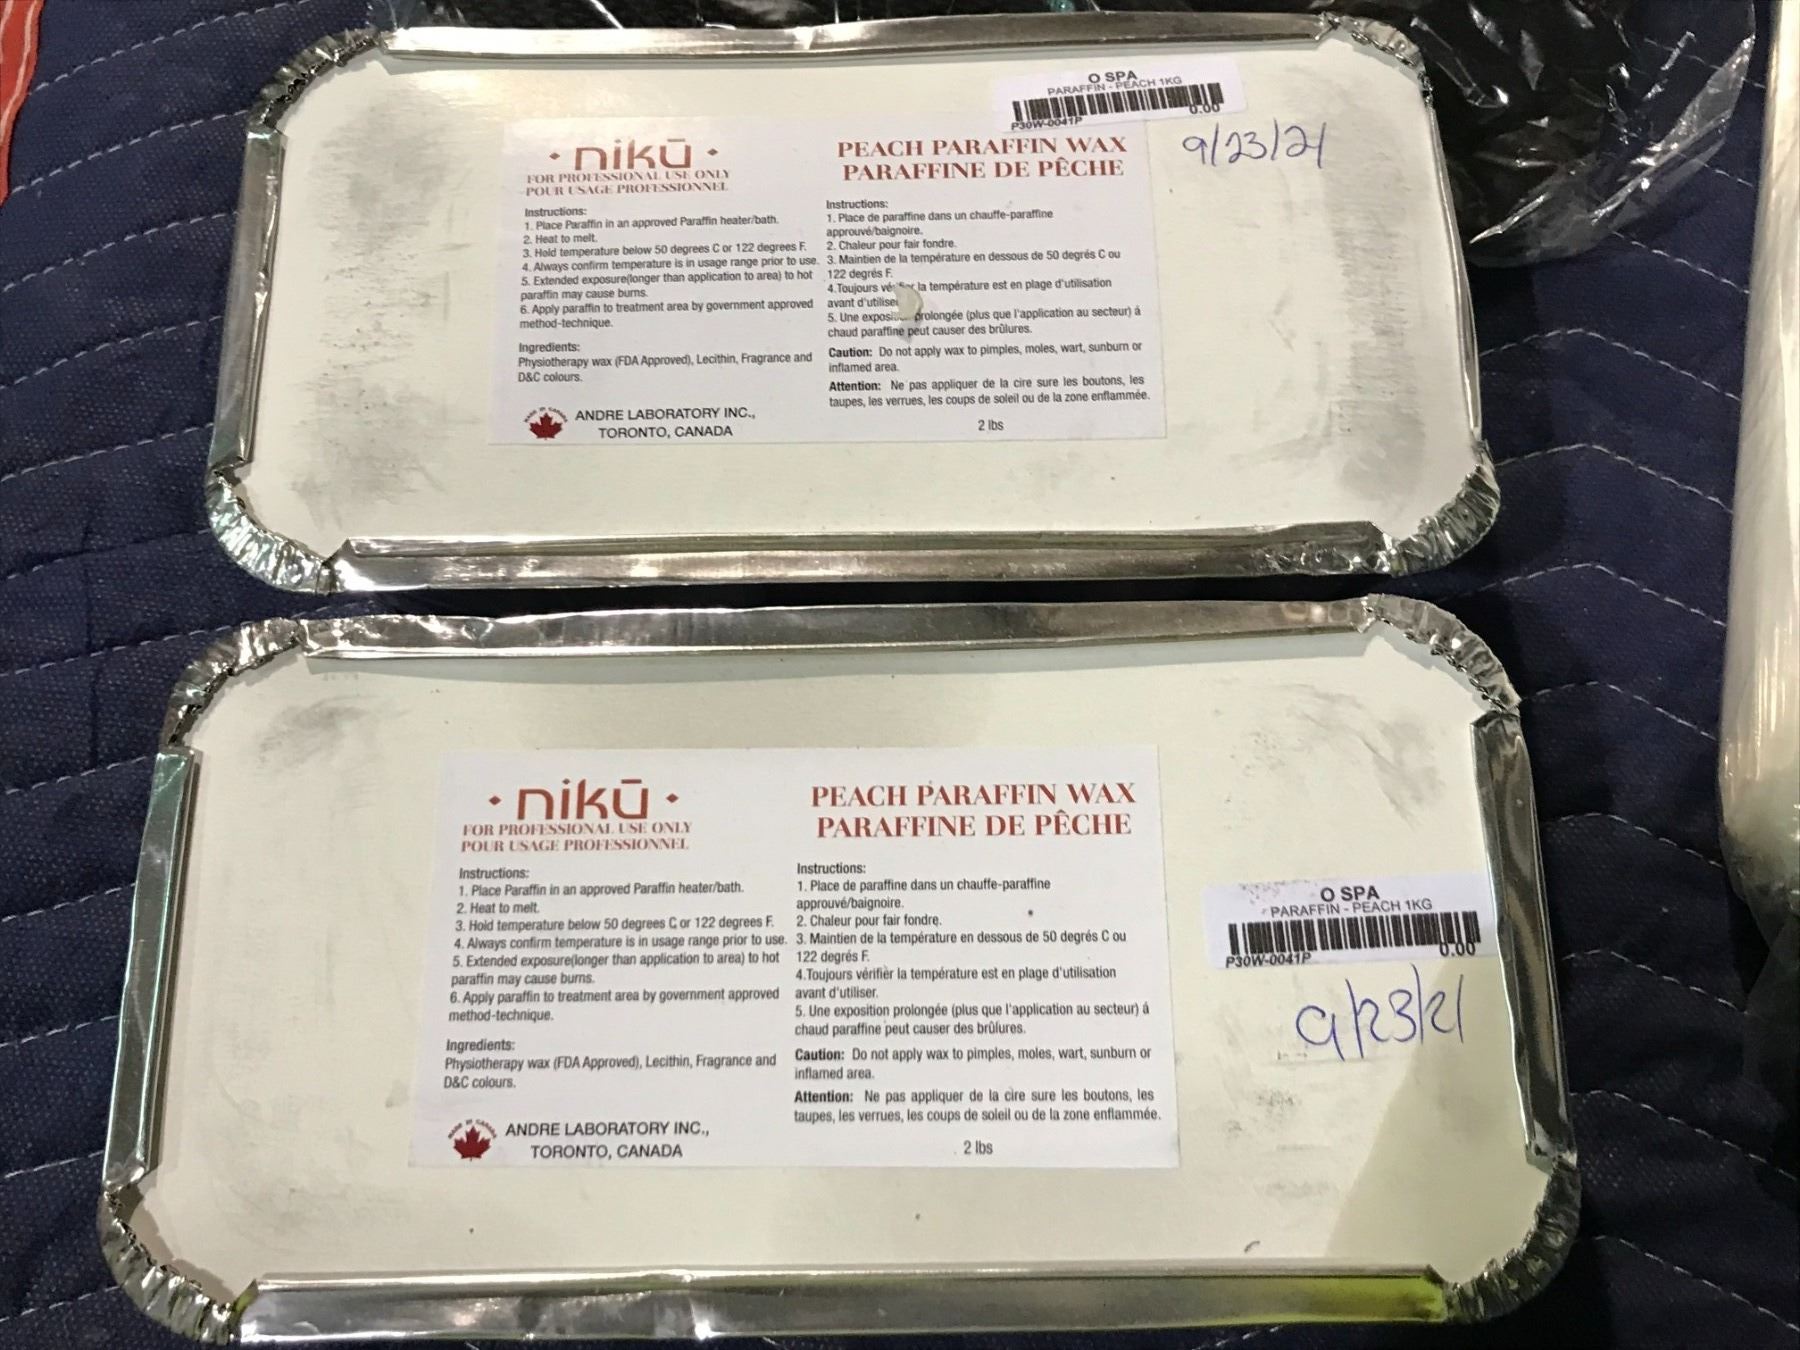 O SPA
PARAFFIN - PEACH 1KG
0.00
P30W-0041P
9/23/21
• nikū •
FOR PROFESSIONAL USE ONLY
POUR USAGE PROFESSIONNEL
Instructions:
1. Place Paraffin in an approved Paraffin heater/bath.
2. Heat to melt.
3. Hold temperature below 50 degrees C or 122 degrees F.
4. Always confirm temperature is in usage range prior to use.
5. Extended exposure(longer than application to area) to hot
paraffin may cause burns.
6. Apply paraffin to treatment area by government approved
method-technique.
Ingredients:
Physiotherapy wax (FDA Approved), Lecithin, Fragrance and
D&C colours.
MADE IN CANADA
ANDRE LABORATORY INC.,
TORONTO, CANADA
PEACH PARAFFIN WAX
PARAFFINE DE PÊCHE
Instructions:
1. Place de paraffine dans un chauffe-paraffine
approuvé/baignoire.
2. Chaleur pour fair fondre.
3. Maintien de la température en dessous de 50 degrés C ou
122 degrés F.
4.Toujours la température est en plage d'utilisation
avant d'utiliser
5. Une prolongée (plus que l'application au secteur) á
chaud paraffine peut causer des brûlures.
Caution: Do not apply wax to pimples, moles, wart, sunburn or
inflamed area.
Attention: Ne pas appliquer de la cire sure les boutons, les
taupes, les verrues, les coups de soleil ou de la zone enflammée.
2 lbs
• nikū •
FOR PROFESSIONAL USE ONLY
POUR USAGE PROFESSIONNEL
Instructions:
1. Place Paraffin in an approved Paraffin heater/bath.
2. Heat to melt.
3. Hold temperature below 50 degrees C or 122 degrees F.
4. Always confirm temperature is in usage range prior to use.
5. Extended exposure(longer than application to area) to hot
paraffin may cause burns.
6. Apply paraffin to treatment area by government approved
method-technique.
Ingredients:
Physiotherapy wax (FDA Approved), Lecithin, Fragrance and
D&C colours.
MADE IN CANADA
ANDRE LABORATORY INC.,
TORONTO, CANADA
PEACH PARAFFIN WAX
PARAFFINE DE PÊCHE
Instructions:
1. Place de paraffine dans un chauffe-paraffine
approuvé/baignoire.
2. Chaleur pour fair fondre.
3. Maintien de la température en dessous de 50 degrés C ou
122 degrés F.
4.Toujours vérifier la température est en plage d'utilisation
avant d'utiliser.
5. Une exposition prolongée (plus que l'application au secteur) á
chaud paraffine peut causer des brûlures.
Caution: Do not apply wax to pimples, moles, wart, sunburn or
inflamed area.
Attention: Ne pas appliquer de la cire sure les boutons, les
taupes, les verrues, les coups de soleil ou de la zone enflammée.
2 lbs
O SPA
PARAFFIN - PEACH 1KG
0.00
P30W-0041P
9/23/21